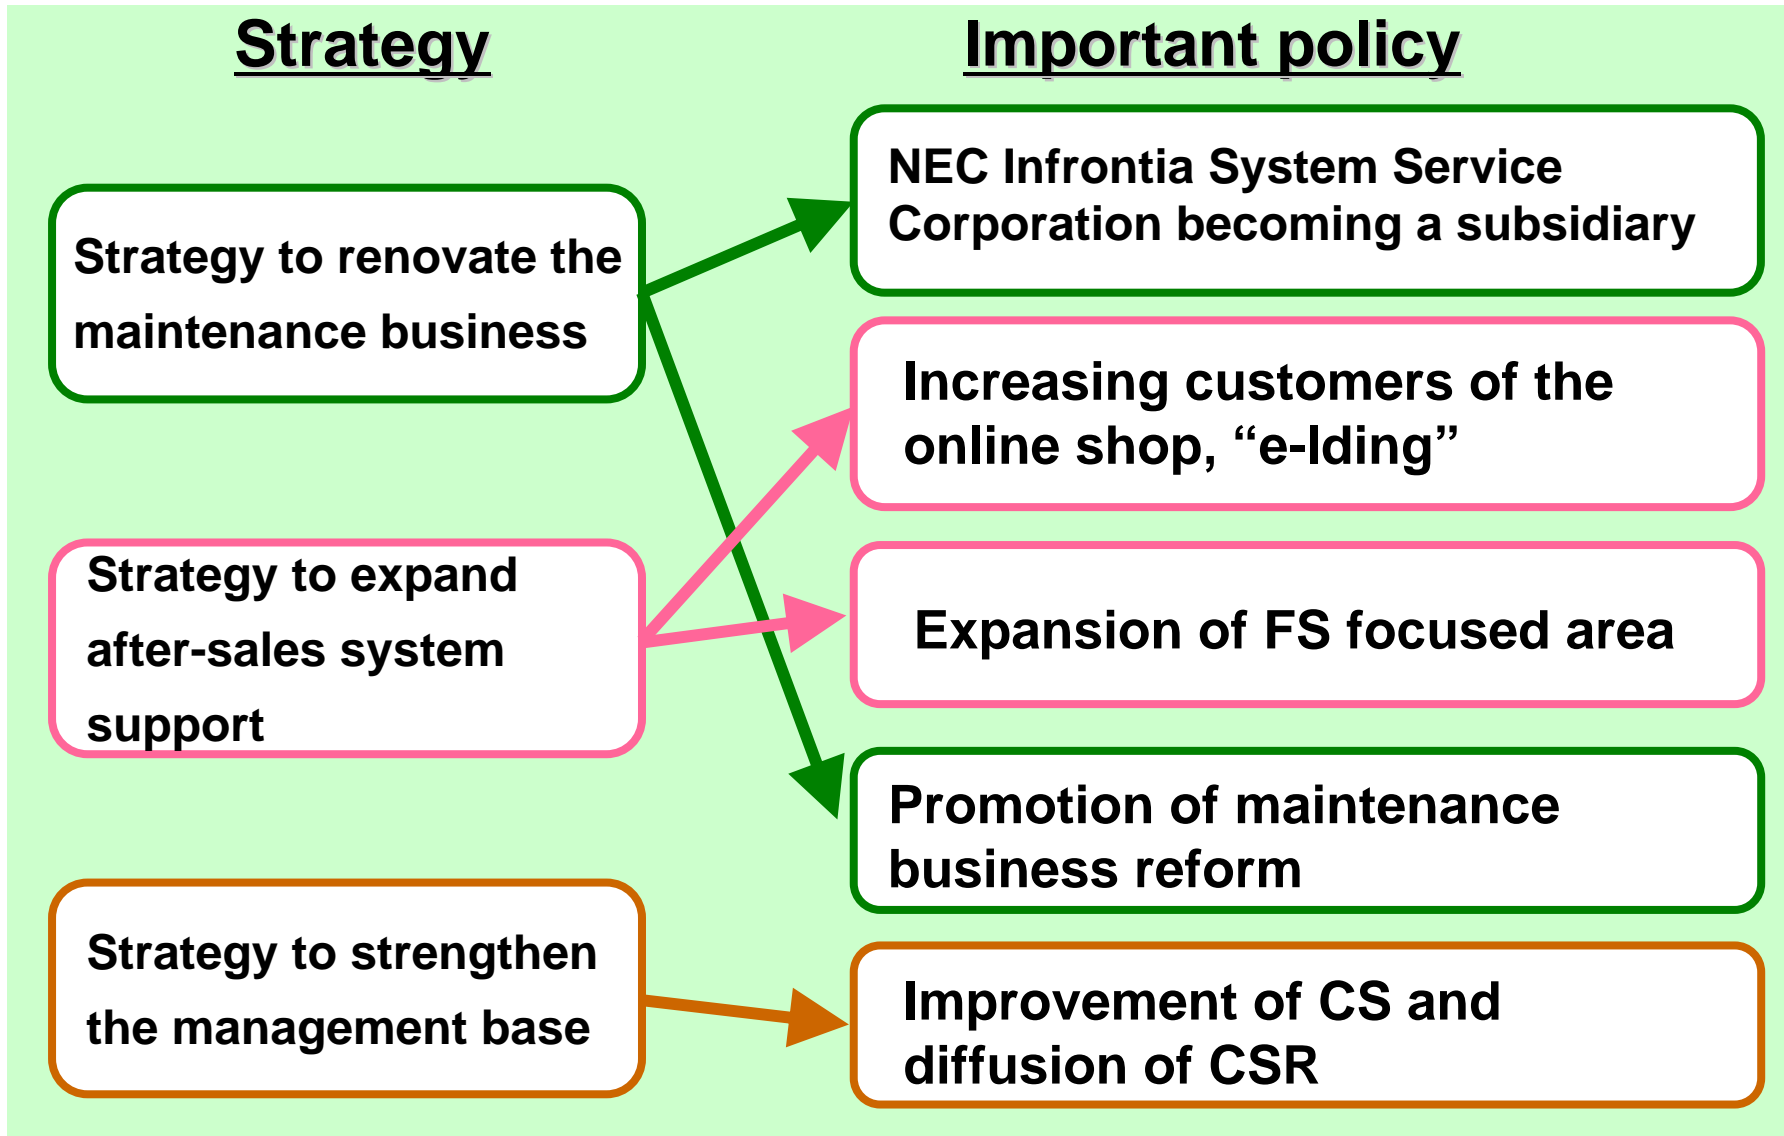 Strategy
Important policy
Strategy to renovate the
maintenance business
Strategy to expand
after-sales system
support
Strategy to strengthen
the management base
NEC Infrontia System Service
Corporation becoming a subsidiary
Increasing customers of the
online shop, “e-Iding”
Expansion of FS focused area
Promotion of maintenance
business reform
Improvement of CS and
diffusion of CSR